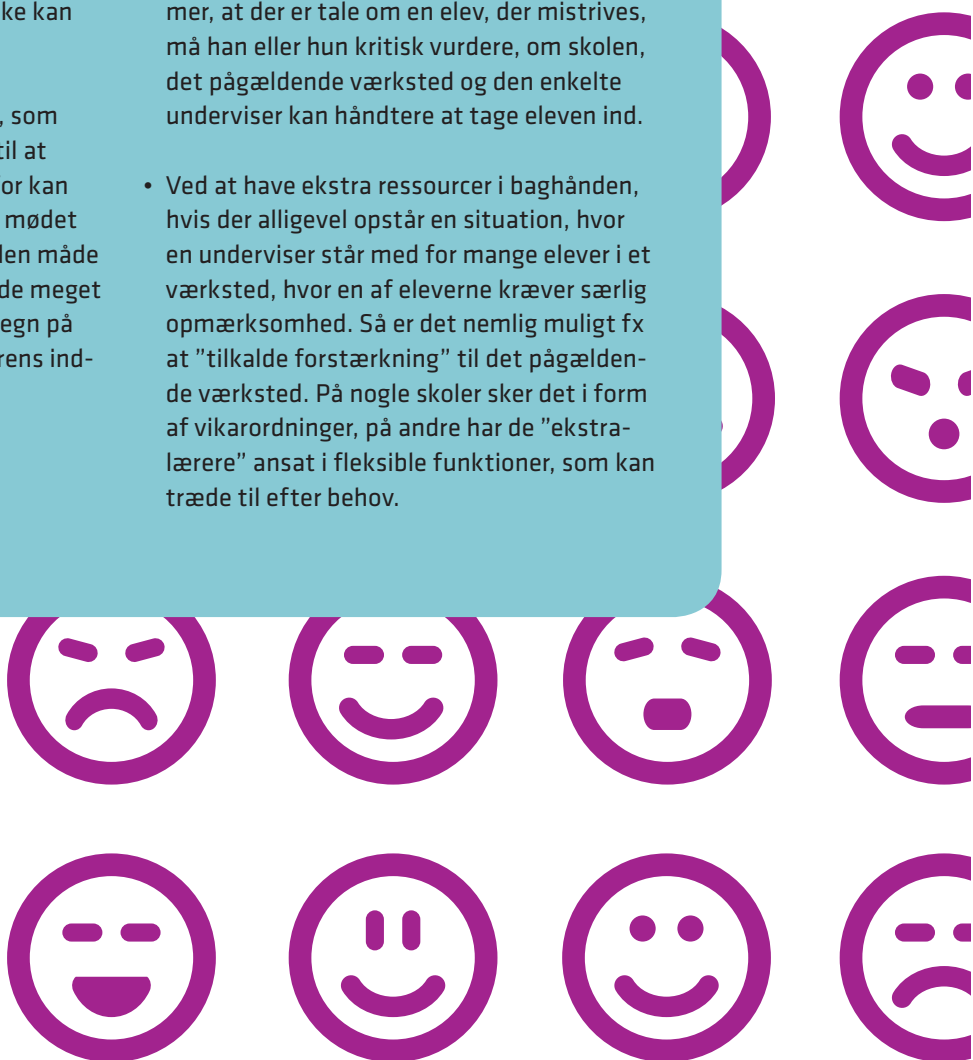 ke kan
, som
til at
or kan
mødet
den måde
de meget
egn på
rens ind-
mer, at der er tale om en elev, der mistrives,
må han eller hun kritisk vurdere, om skolen,
det pågældende værksted og den enkelte
underviser kan håndtere at tage eleven ind.
• Ved at have ekstra ressourcer i baghånden,
hvis der alligevel opstår en situation, hvor
en underviser står med for mange elever i et
værksted, hvor en af eleverne kræver særlig
opmærksomhed. Så er det nemlig muligt fx
at ”tilkalde forstærkning” til det pågælden-
de værksted. På nogle skoler sker det i form
af vikarordninger, på andre har de ”ekstra-
lærere” ansat i fleksible funktioner, som kan
træde til efter behov.